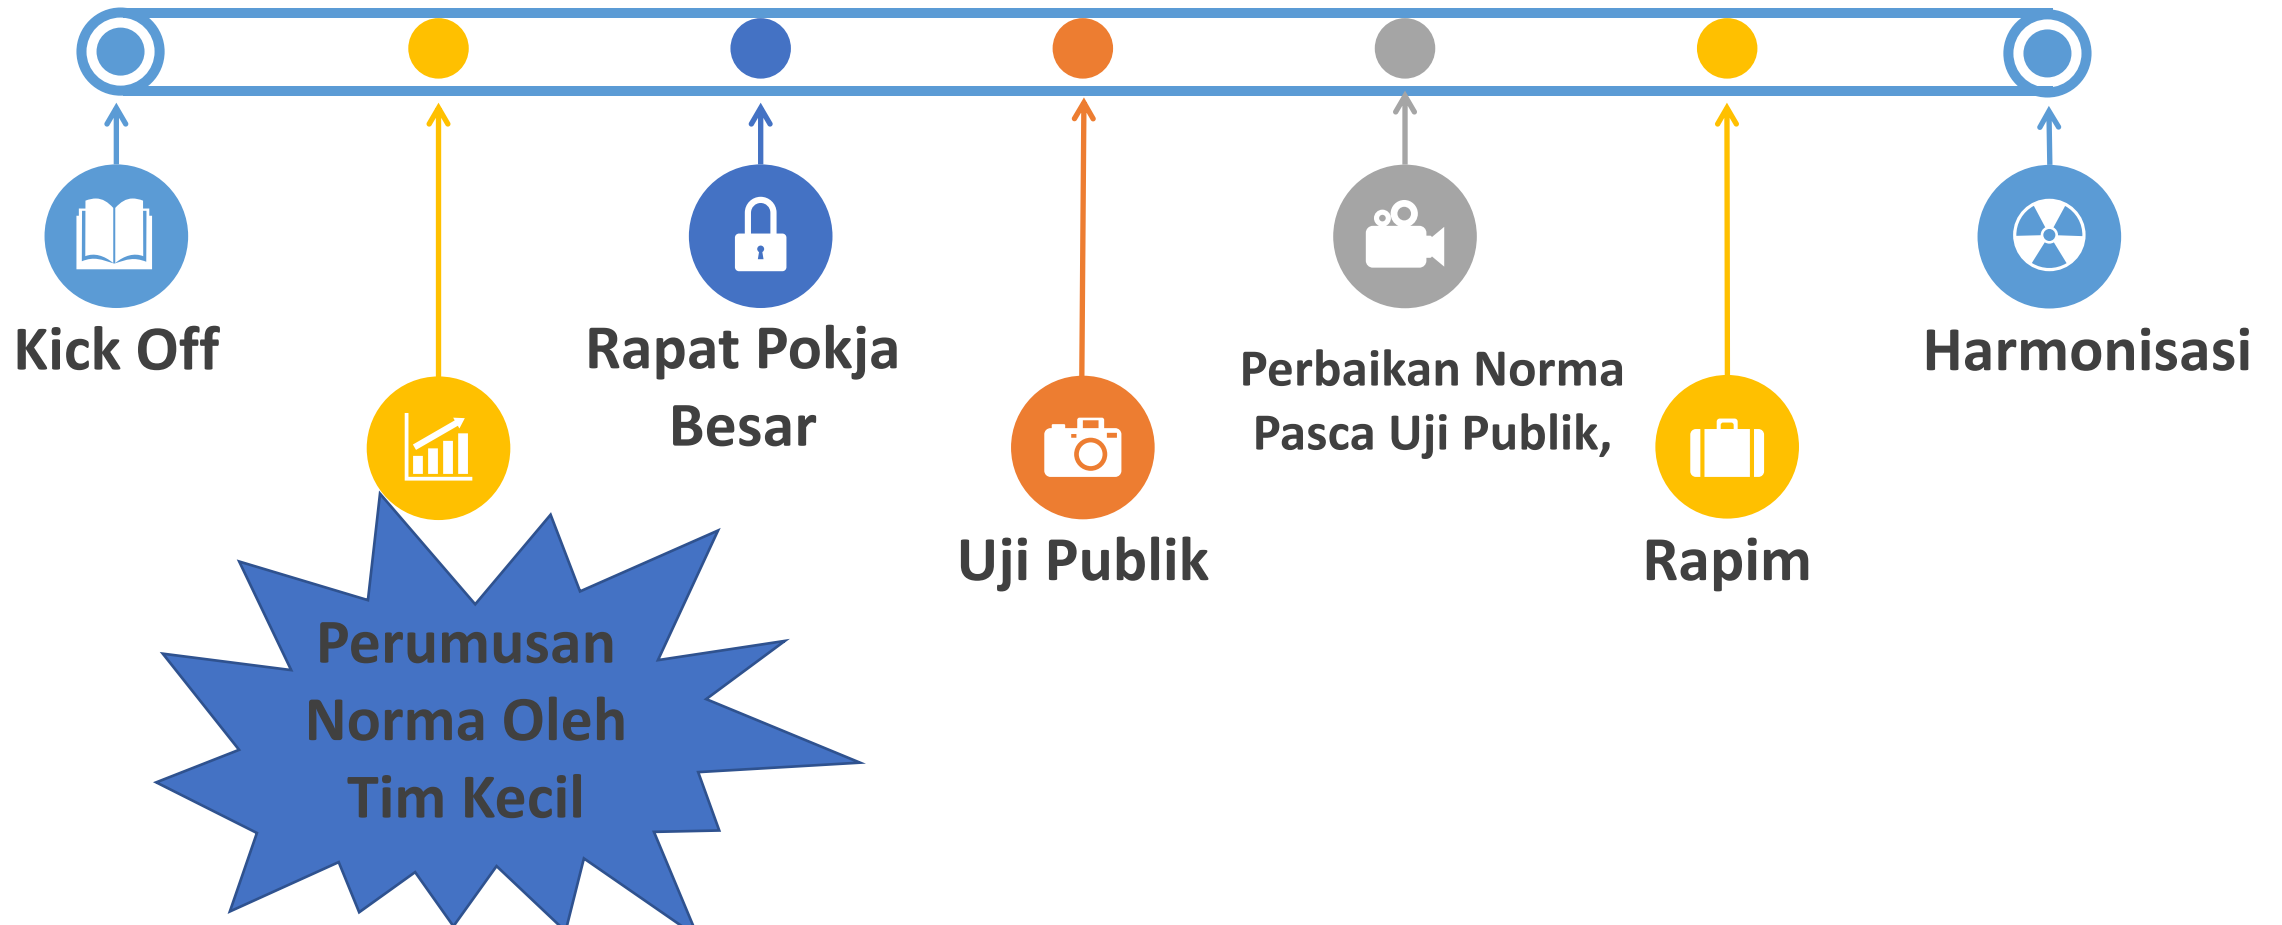 Kick Off
Perumusan
Norma Oleh
Tim Kecil
Rapat Pokja
Besar
Uji Publik
Perbaikan Norma
Pasca Uji Publik,
Rapim
Harmonisasi